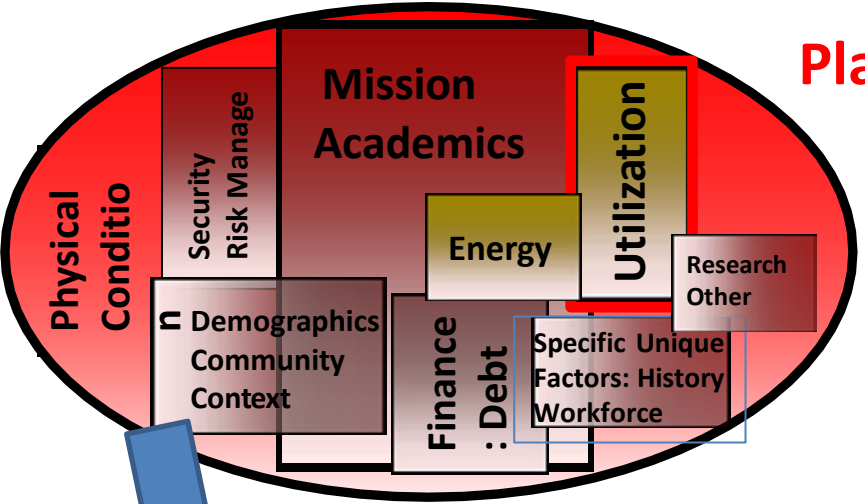 Pla
Mission
Academics
Utilization
Security
Risk Manage
Physical
Conditio
n
Energy
Research
Other
Demographics
Community
Context
Finance
: Debt
Specific Unique
Factors: History
Workforce